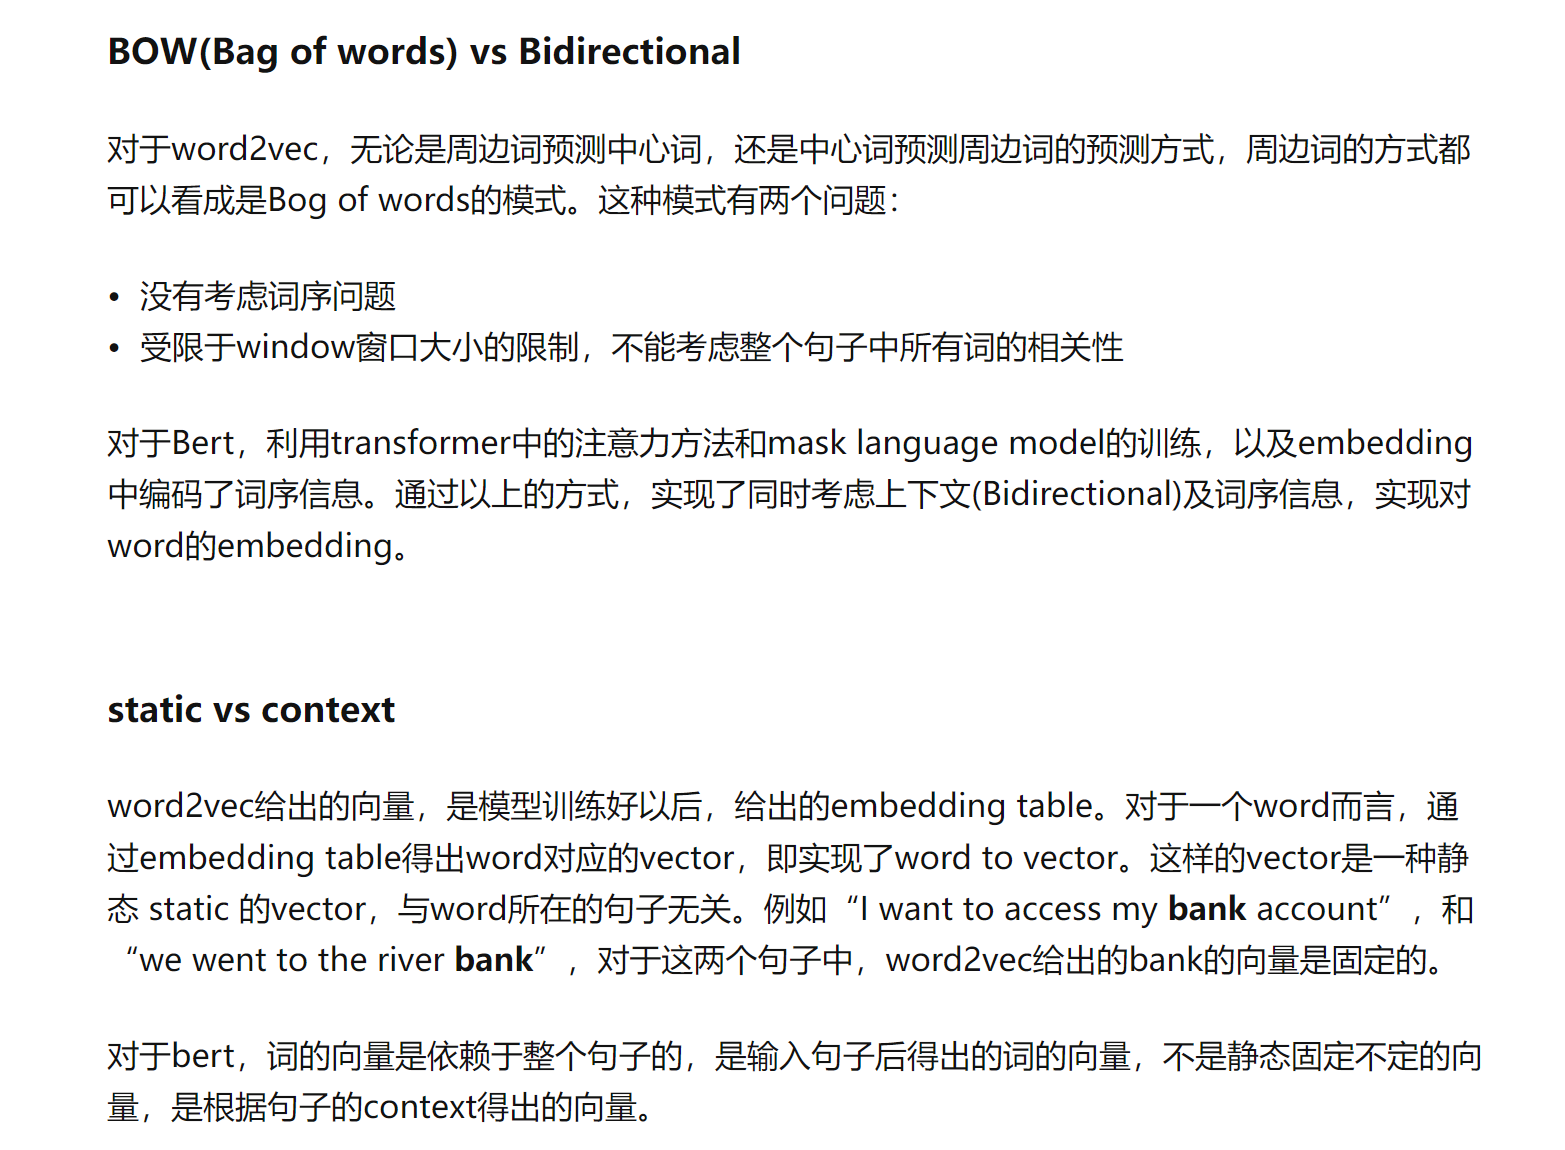 BOW(Bag of words) vs Bidirectional
对于word2vec，无论是周边词预测中心词，还是中心词预测周边词的预测方式，周边词的方式都
可以看成是Bog of words的模式。这种模式有两个问题：
• 没有考虑词序问题
• 受限于window窗口大小的限制，不能考虑整个句子中所有词的相关性
对于Bert，利用transformer中的注意力方法和mask language model的训练，以及embedding
中编码了词序信息。通过以上的方式，实现了同时考虑上下文(Bidirectional)及词序信息，实现对
word的embedding。
static vs context
word2vec给出的向量，是模型训练好以后，给出的embedding table。对于一个word而言，通
过embedding table得出word对应的vector，即实现了word to vector。这样的vector是一种静
态 static 的vector，与word所在的句子无关。例如“I want to access my bank account”，和
“we went to the river bank”，对于这两个句子中，word2vec给出的bank的向量是固定的。
对于bert，词的向量是依赖于整个句子的，是输入句子后得出的词的向量，不是静态固定不定的向
量，是根据句子的context得出的向量。